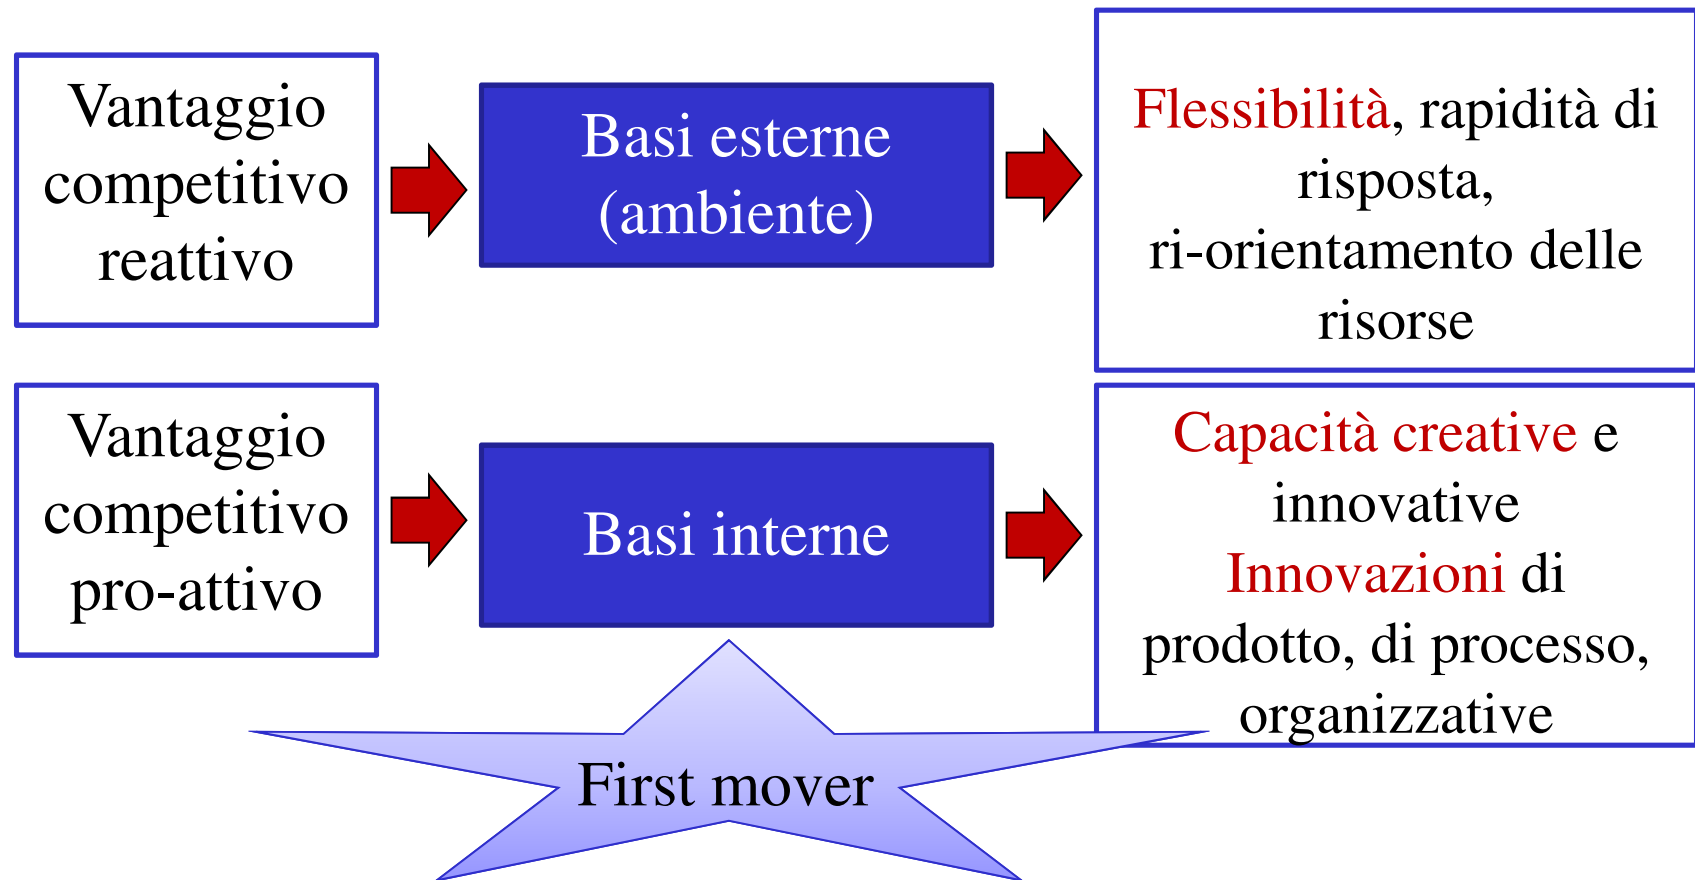 Vantaggio
competitivo
reattivo
Basi esterne
(ambiente)
Flessibilità, rapidità di
risposta,
ri-orientamento delle
risorse
Vantaggio
competitivo
pro-attivo
Basi interne
Capacità creative e
innovative
Innovazioni di
prodotto, di processo,
organizzative
First mover